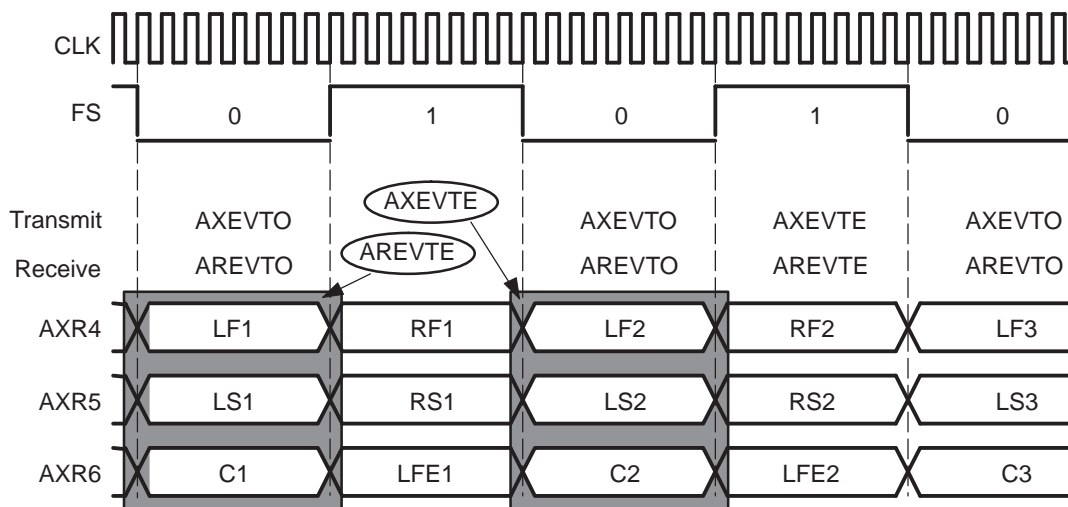 CLK
FS 0 1 0 1 0
AXEVTE
Transmit AXEVTO AXEVTO AXEVTE AXEVTO
AREVTE
Receive AREVTO AREVTO AREVTE AREVTO
AXR4 LF1 RF1 LF2 RF2 LF3
AXR5 LS1 RS1 LS2 RS2 LS3
AXR6 C1 LFE1 C2 LFE2 C3